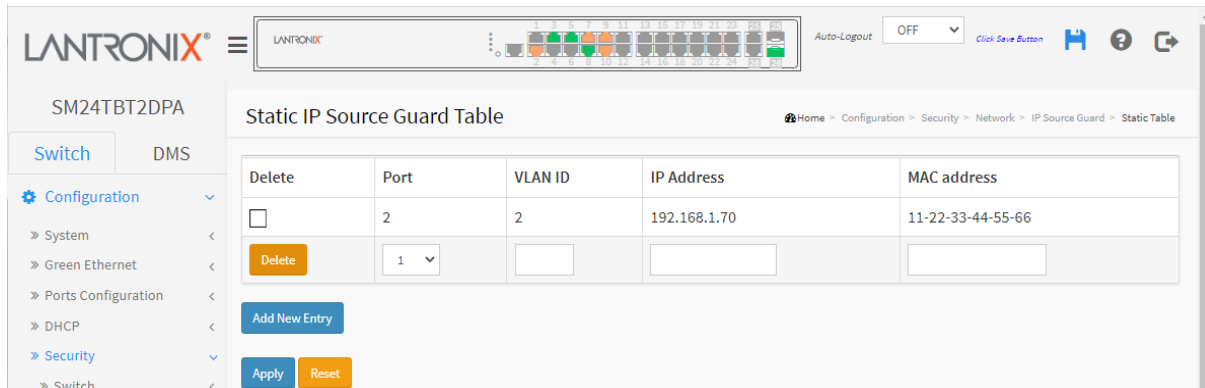 LANTRONIX®
LANTRONIX
1 3 5 7 9 11 13 15 17 19 21 23 25 26
2 4 6 8 10 12 14 16 18 20 22 24
Auto-Logout OFF Click Save Button
SM24TBT2DPA
Static IP Source Guard Table
Home > Configuration > Security > Network > IP Source Guard > Static Table
Switch DMS
Delete Port VLAN ID IP Address MAC address
Configuration
2 2 192.168.1.70 11-22-33-44-55-66
» System
Delete 1
» Green Ethernet
» Ports Configuration
Add New Entry
» DHCP
» Security
Apply Reset
» Switch